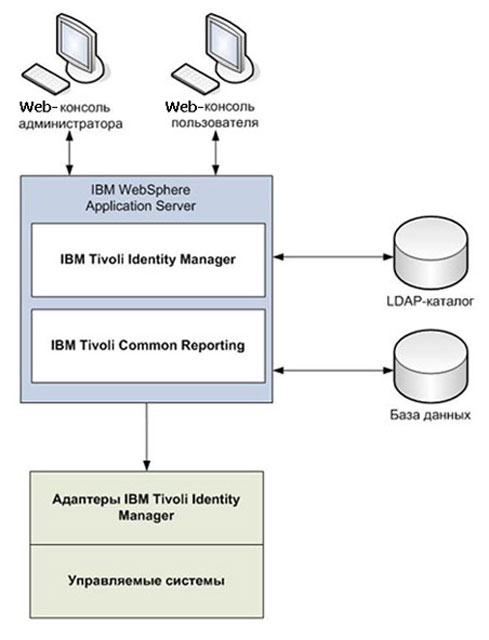 Web-консоль
администратора
Web-консоль
пользователя
IBM WebSphere
Application Server
IBM Tivoli Identity Manager
IBM Tivoli Common Reporting
LDAP-каталог
База данных
Адаптеры IBM Tivoli Identity
Manager
Управляемые системы